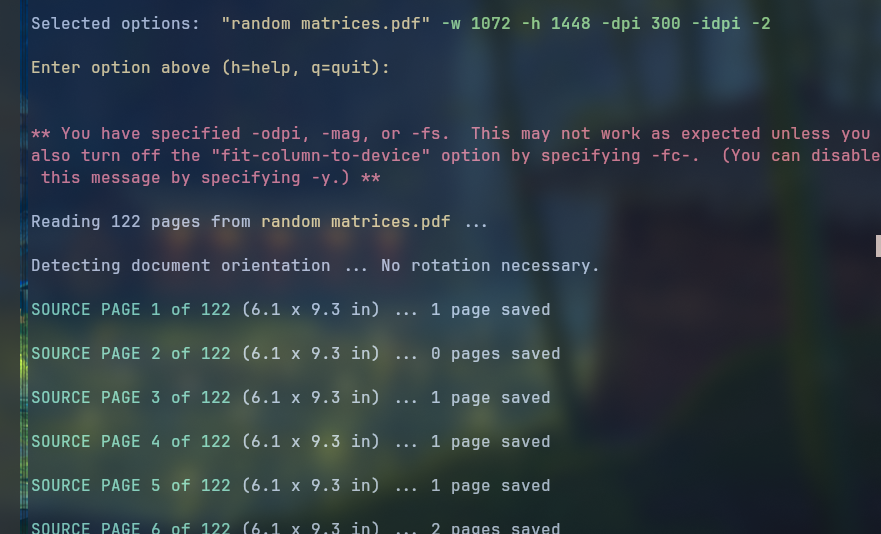 Selected options:  "random matrices.pdf" -w 1072 -h 1448 -dpi 300 -idpi -2
Enter option above (h=help, q=quit):
** You have specified -odpi, -mag, or -fs.  This may not work as expected unless you
also turn off the "fit-column-to-device" option by specifying -fc-.  (You can disable
this message by specifying -y.) **
Reading 122 pages from random matrices.pdf ...
Detecting document orientation ... No rotation necessary.
SOURCE PAGE 1 of 122 (6.1 x 9.3 in) ... 1 page saved
SOURCE PAGE 2 of 122 (6.1 x 9.3 in) ... 0 pages saved
SOURCE PAGE 3 of 122 (6.1 x 9.3 in) ... 1 page saved
SOURCE PAGE 4 of 122 (6.1 x 9.3 in) ... 1 page saved
SOURCE PAGE 5 of 122 (6.1 x 9.3 in) ... 1 page saved
SOURCE PAGE 6 of 122 (6.1 x 9.3 in) ... 2 pages saved